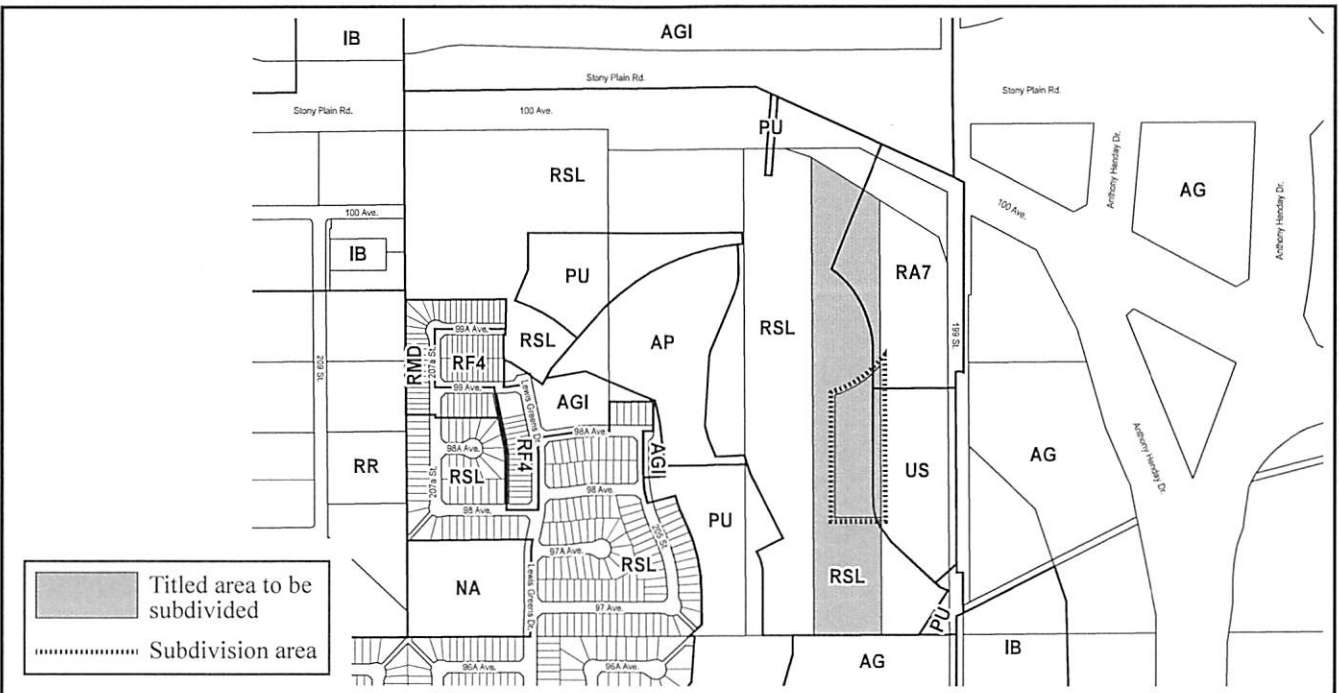 IB
AGI
Stony Plain Rd.
Stony Plain Rd.
Stony Plain Rd.
100 Ave.
PU
Anthony Henday Dr.
AG
Anthony Henday Dr.
RSL
100 Ave.
100 Ave.
IB
PU
RA7
RSL
AP
RSL
199 St.
99A Ave.
RMD
207a St.
RF4
209 St.
99 Ave.
Lewis Greens Dr.
AGI
98A Ave.
98A Ave.
RF4
AGI
Anthony Henday Dr.
AG
RR
207a St.
RSL
US
98 Ave.
98 Ave.
PU
205 St.
97A Ave.
RSL
RSL
NA
Lewis Greens Dr.
97 Ave.
PU
Titled area to be
subdivided
Subdivision area
96A Ave.
96A Ave.
AG
IB